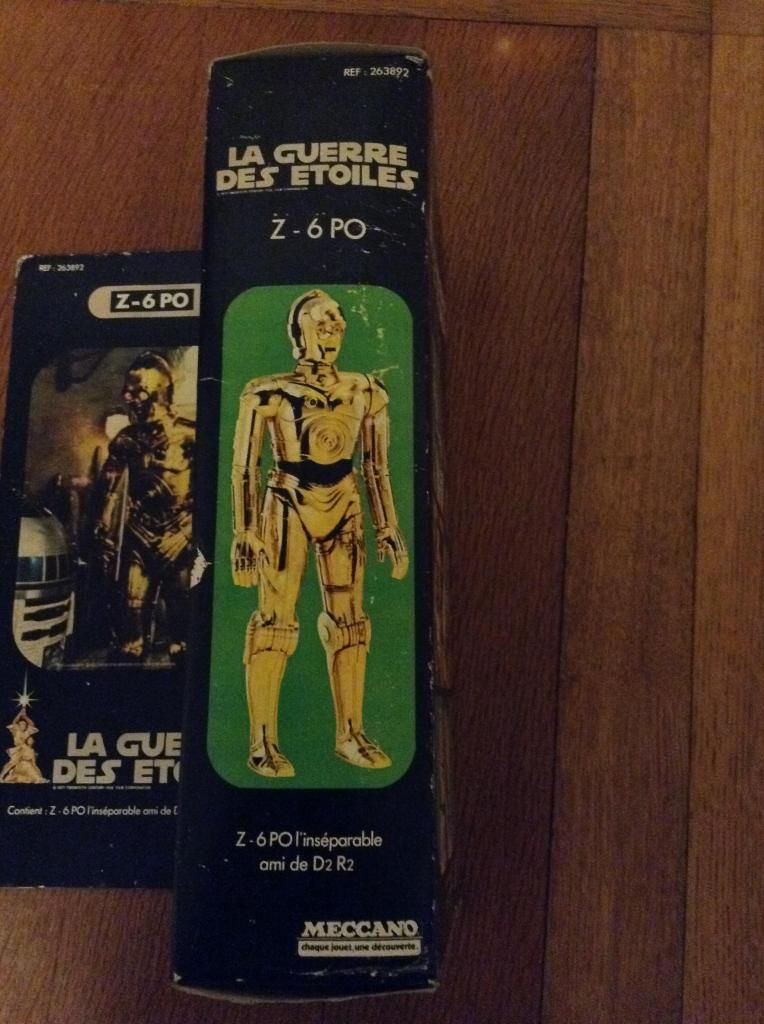 REF : 263892
LA GUERRE
DES ETOILES
Z - 6 PO
Z - 6 PO l'inséparable
ami de D2 R2
MECCANO
chaque jouet, une découverte.
REF : 263892
Z-6 PO
LA GUE
DES ETO
Contient : Z - 6 PO l'inséparable ami de D